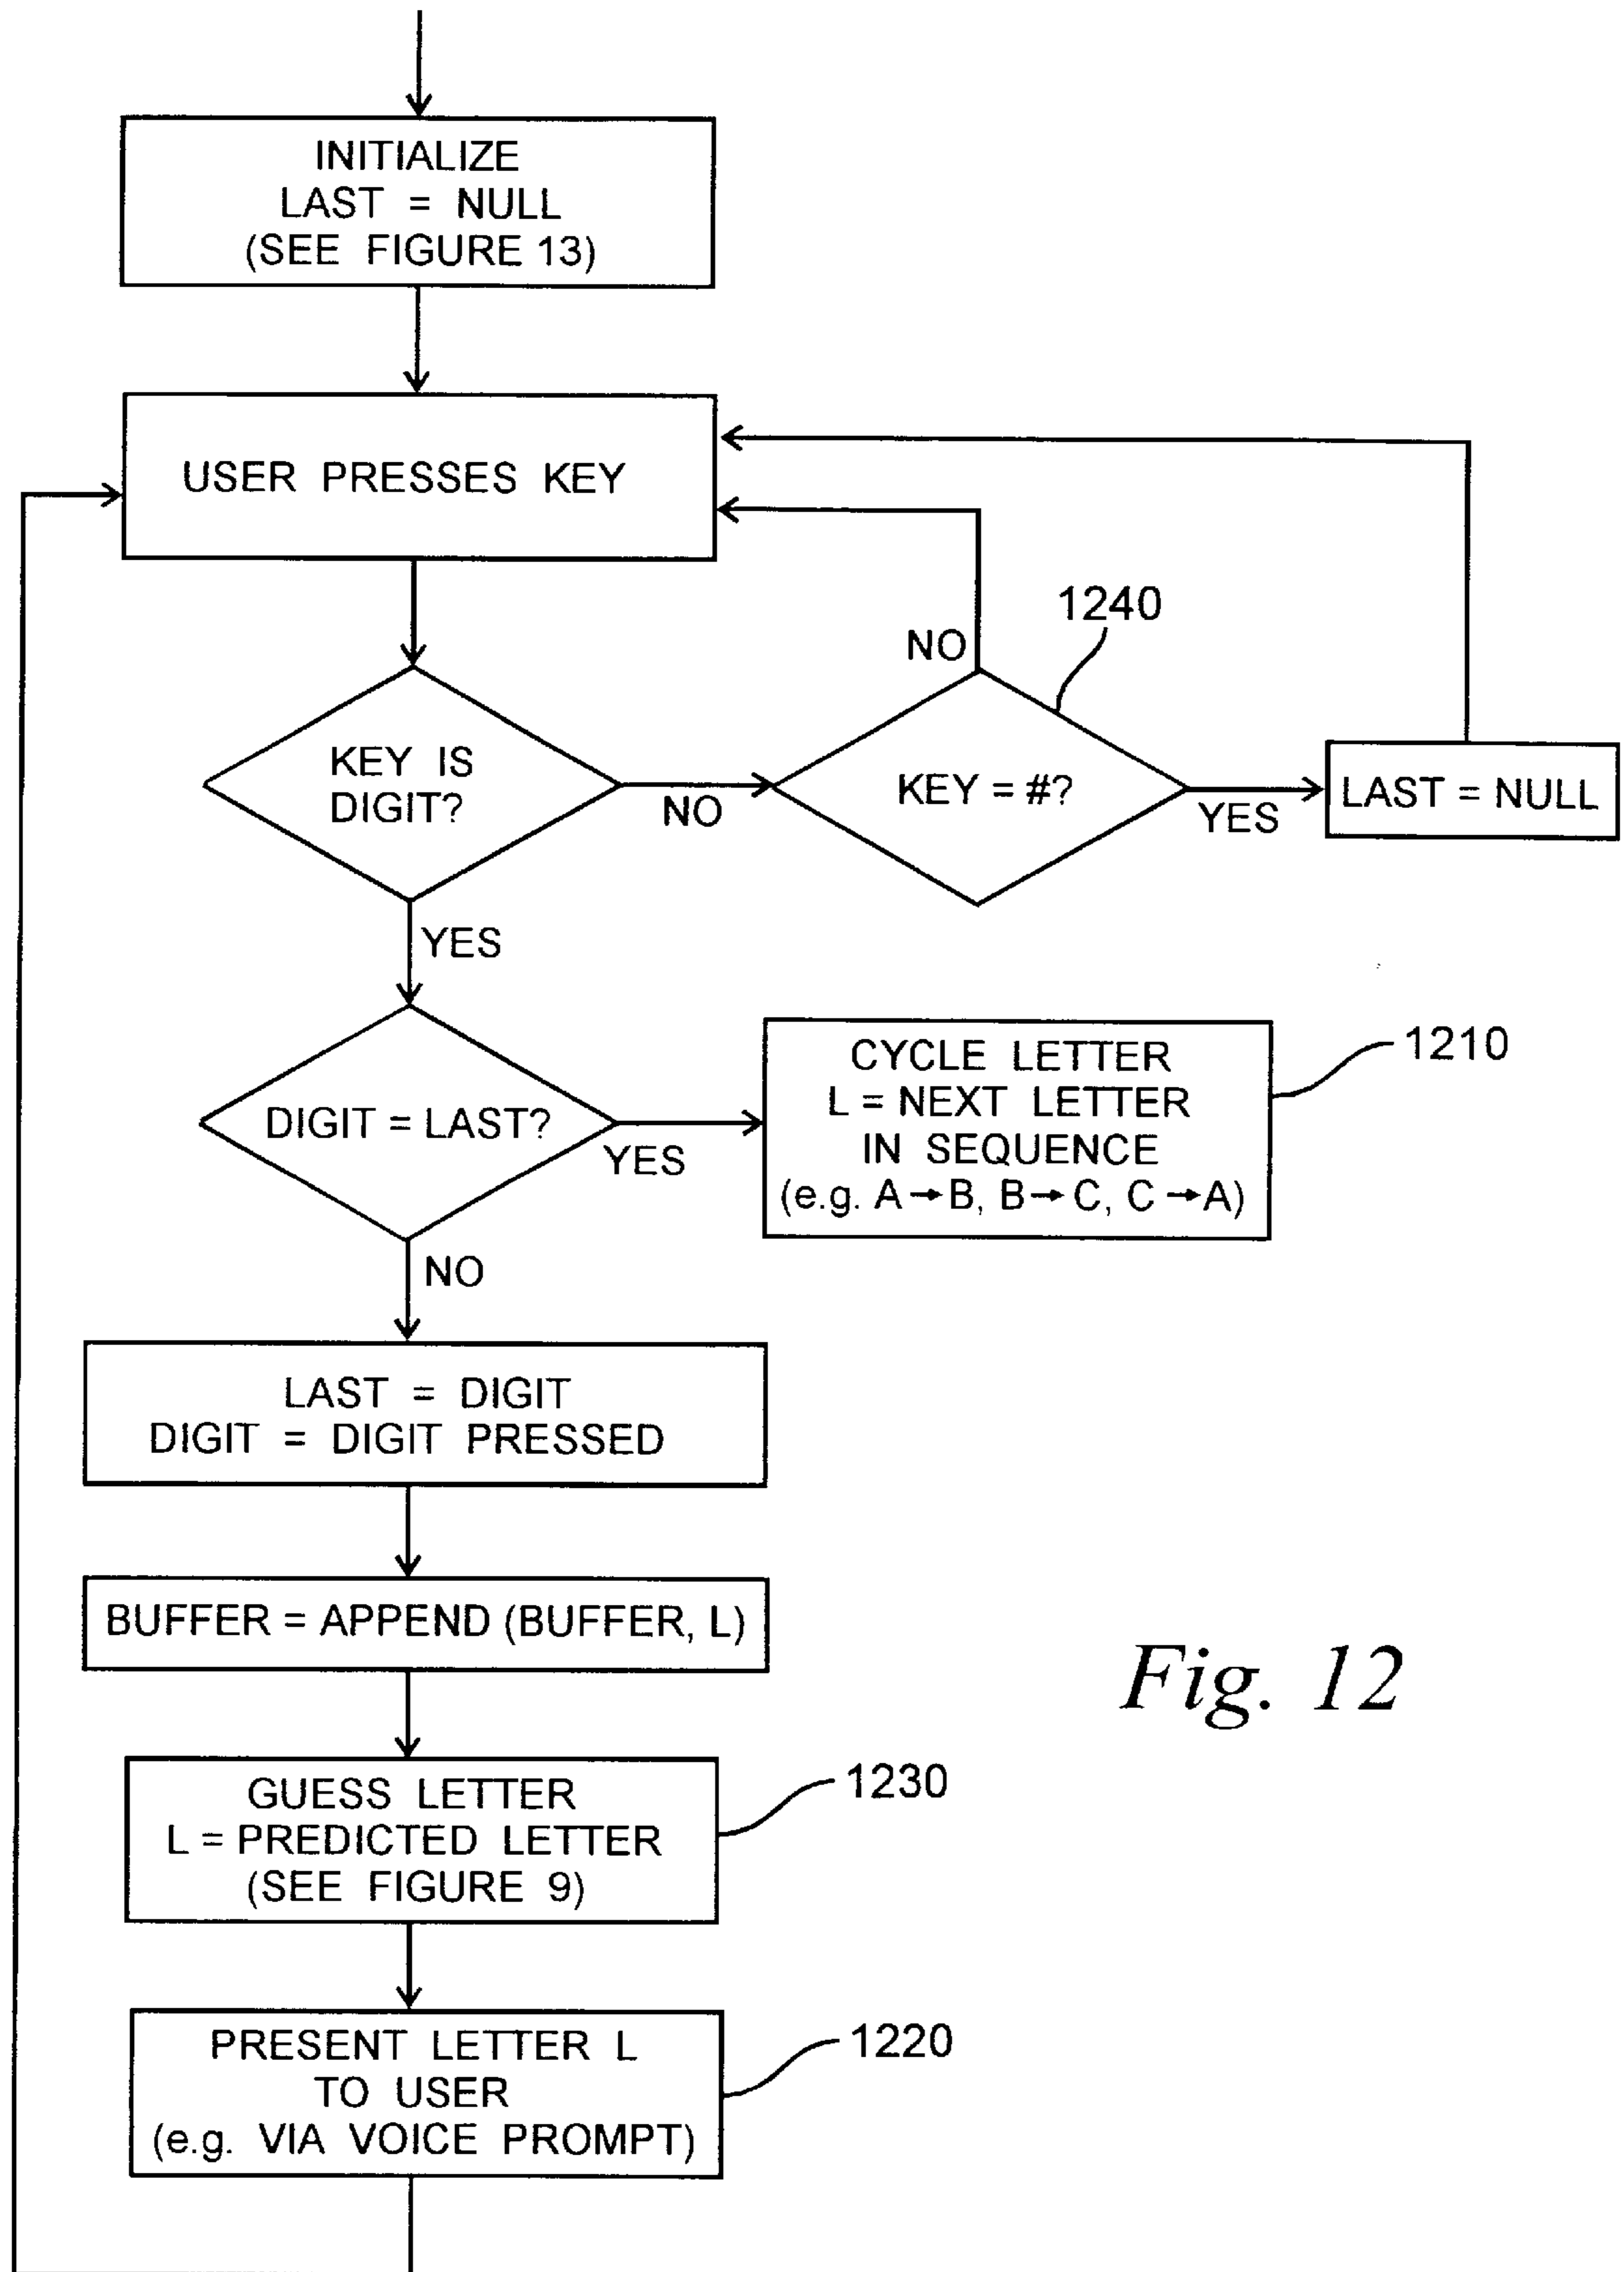 INITIALIZE
LAST = NULL
(SEE FIGURE 13)
USER PRESSES KEY
1240
NO
KEY IS
DIGIT?
NO
KEY = #?
YES
LAST = NULL
YES
DIGIT = LAST?
YES
CYCLE LETTER
L = NEXT LETTER
IN SEQUENCE
(e.g. A→B, B→C, C→A)
1210
NO
LAST = DIGIT
DIGIT = DIGIT PRESSED
BUFFER = APPEND (BUFFER, L)
Fig. 12
GUESS LETTER
L = PREDICTED LETTER
(SEE FIGURE 9)
1230
PRESENT LETTER L
TO USER
(e.g. VIA VOICE PROMPT)
1220